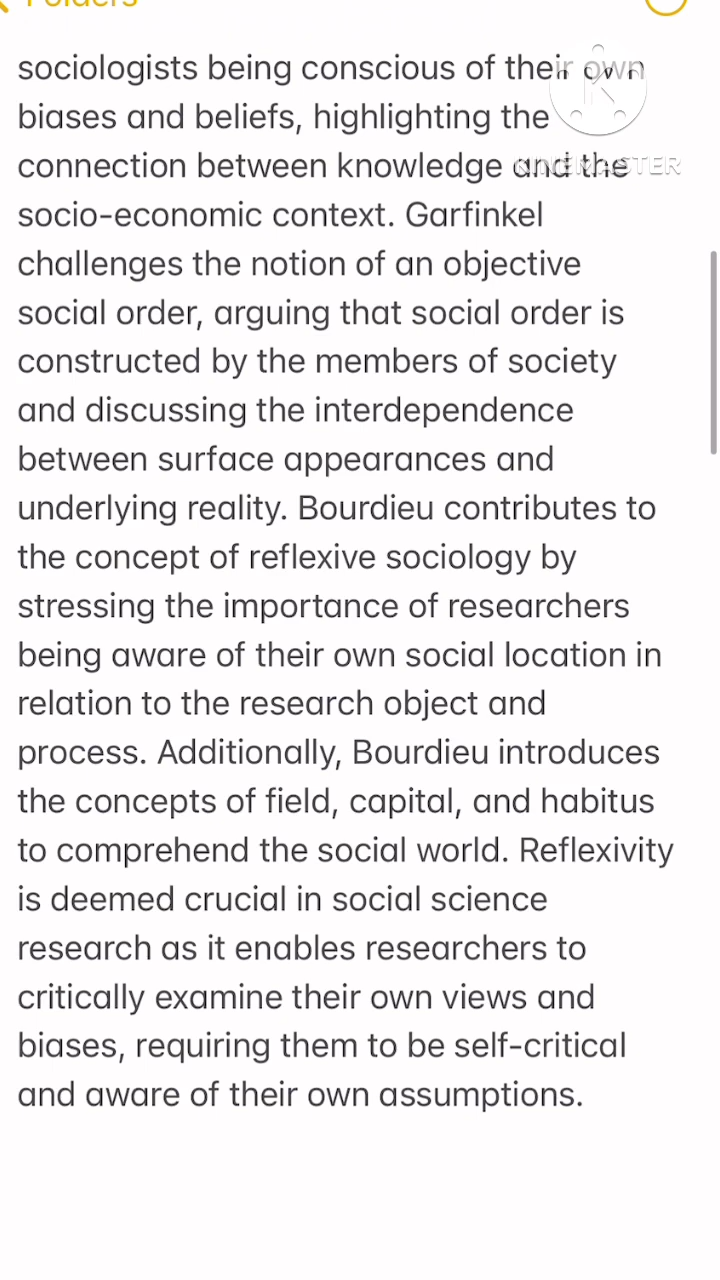 Folders
sociologists being conscious of their own
biases and beliefs, highlighting the
connection between knowledge and the
KINEMASTER
socio-economic context. Garfinkel
challenges the notion of an objective
social order, arguing that social order is
constructed by the members of society
and discussing the interdependence
between surface appearances and
underlying reality. Bourdieu contributes to
the concept of reflexive sociology by
stressing the importance of researchers
being aware of their own social location in
relation to the research object and
process. Additionally, Bourdieu introduces
the concepts of field, capital, and habitus
to comprehend the social world. Reflexivity
is deemed crucial in social science
research as it enables researchers to
critically examine their own views and
biases, requiring them to be self-critical
and aware of their own assumptions.